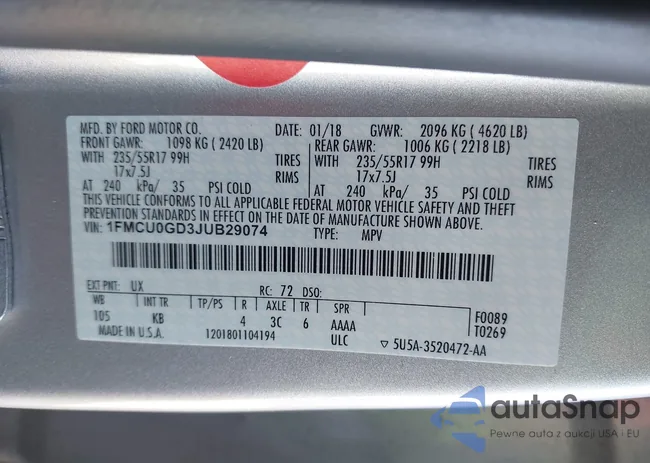 MFD. BY FORD MOTOR CO.
DATE: 01/18 GVWR: 2096 KG ( 4620 LB)
FRONT GAWR: 1098 KG ( 2420 LB)
REAR GAWR: 1006 KG ( 2218 LB)
WITH 235/55R17 99H TIRES
WITH 235/55R17 99H TIRES
17x7.5J RIMS
17x7.5J RIMS
AT 240 kPa/ 35 PSI COLD
AT 240 kPa/ 35 PSI COLD
THIS VEHICLE CONFORMS TO ALL APPLICABLE FEDERAL MOTOR VEHICLE SAFETY AND THEFT
PREVENTION STANDARDS IN EFFECT ON THE DATE OF MANUFACTURE SHOWN ABOVE.
VIN: 1FMCU0GD3JUB29074 TYPE: MPV
EXT PNT: UX RC: 72 DSO:
WB INT TR TP/PS R AXLE TR SPR
105 KB 4 3C 6 AAAA
F0089
T0269
MADE IN U.S.A. 1201801104194 ULC
▽ 5U5A-3520472-AA
autaSnap
Pewne auta z aukcji USA i EU